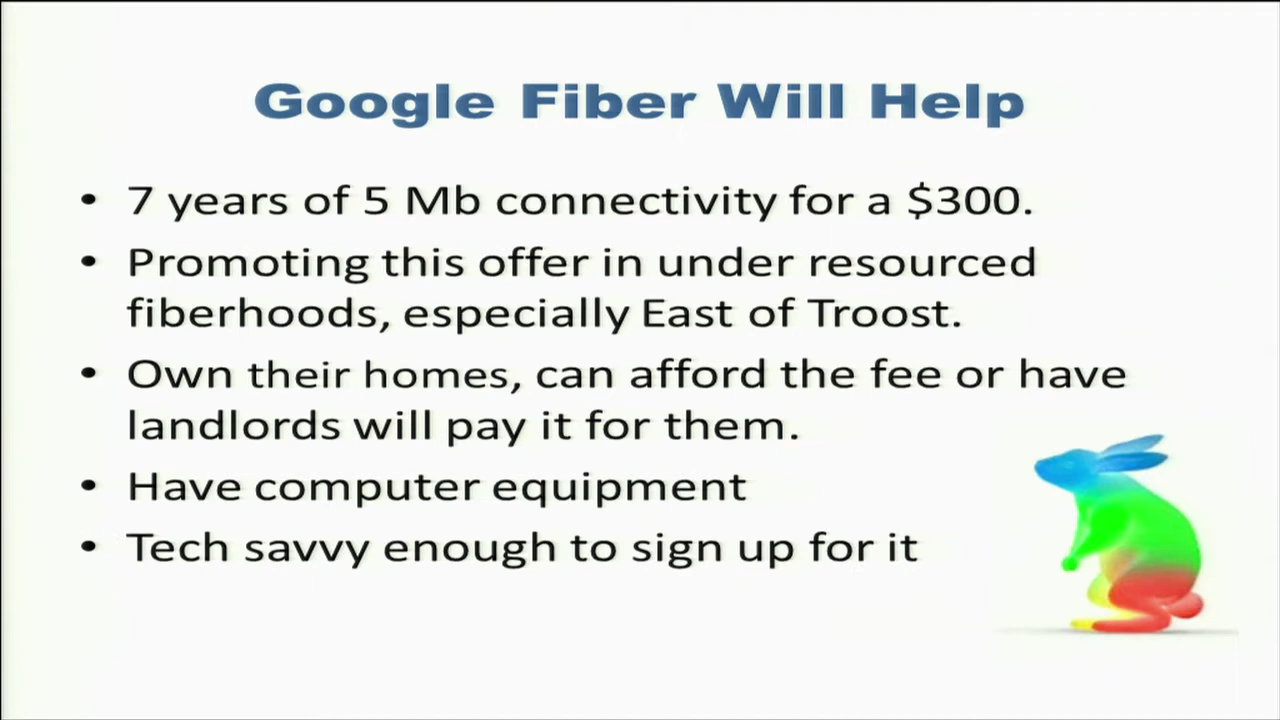 Google Fiber Will Help
• 7 years of 5 Mb connectivity for a $300.
• Promoting this offer in under resourced
fiberhoods, especially East of Troost.
• Own their homes, can afford the fee or have
landlords will pay it for them.
• Have computer equipment
• Tech savvy enough to sign up for it